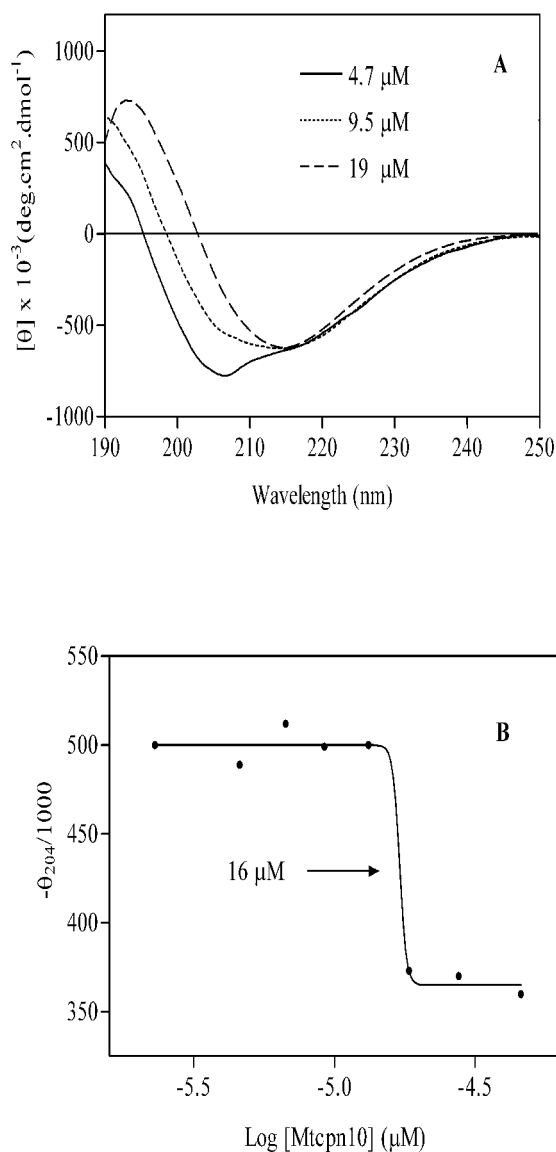 1000
500
0
-500
-1000
[θ] x 10⁻³ (deg.cm².dmol⁻¹)
A
4.7 μM
9.5 μM
19 μM
190 200 210 220 230 240 250
Wavelength (nm)
550
500
450
400
350
-θ₂₀₄/1000
B
16 μM
-5.5 -5.0 -4.5
Log [Mtcpn10] (μM)